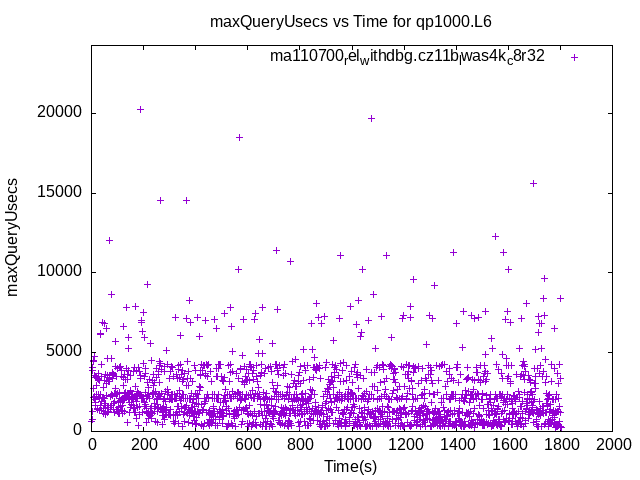 maxQueryUsecs vs Time for qp1000.L6
ma110700relwithdbg.cz11blwas4kc8r32
20000
15000
10000
5000
0
maxQueryUsecs
0 200 400 600 800 1000 1200 1400 1600 1800 2000
Time(s)